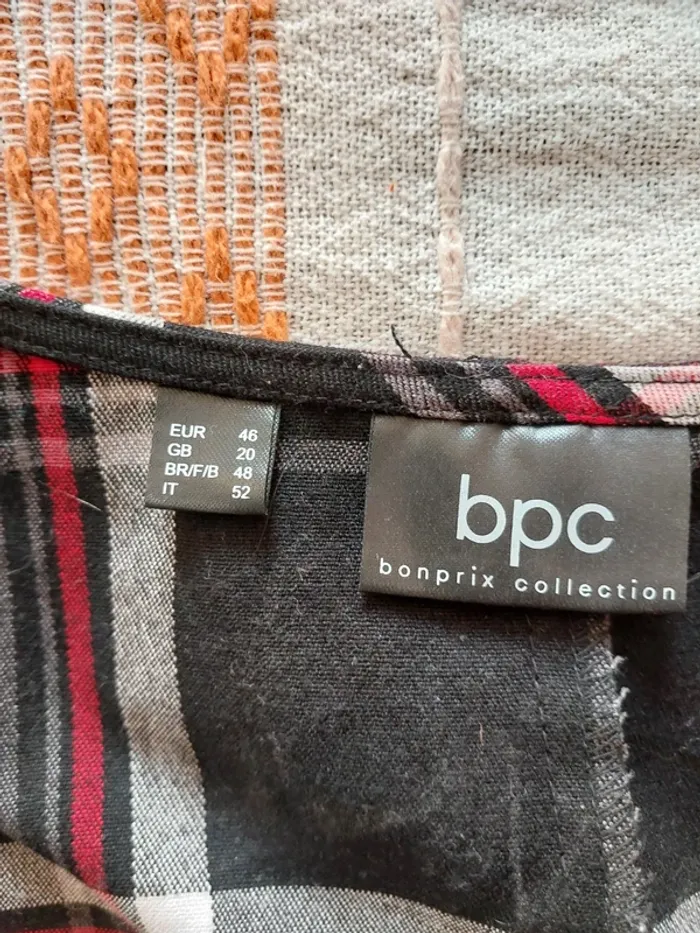 EUR 46
GB 20
BR/F/B 48
IT 52
bpc
bonprix collection